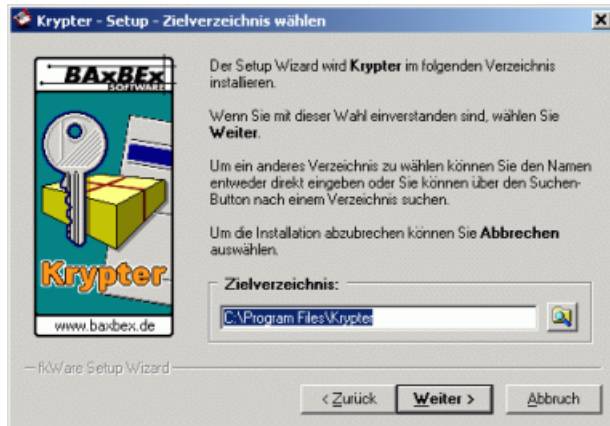 Krypter - Setup - Zielverzeichnis wählen
BAxBEx
SOFTWARE
Krypter
www.baxbex.de
Der Setup Wizard wird Krypter im folgenden Verzeichnis
installieren.
Wenn Sie mit dieser Wahl einverstanden sind, wählen Sie
Weiter.
Um ein anderes Verzeichnis zu wählen können Sie den Namen
entweder direkt eingeben oder Sie können über den Suchen-
Button nach einem Verzeichnis suchen.
Um die Installation abzubrechen können Sie Abbrechen
auswählen.
Zielverzeichnis:
C:\Program Files\Krypter
fkWare Setup Wizard
< Zurück
Weiter >
Abbruch